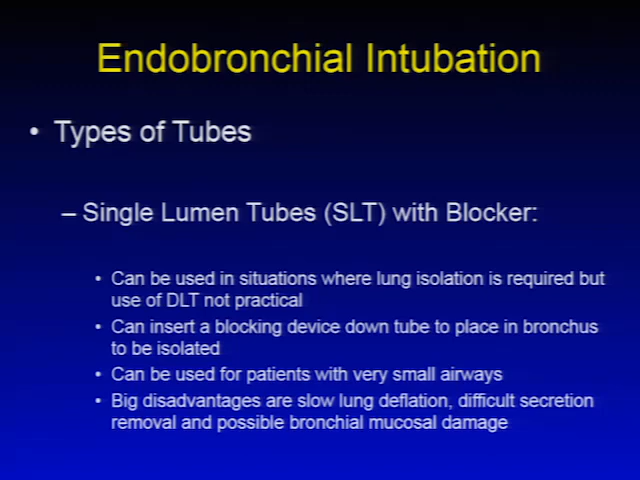 Endobronchial Intubation
• Types of Tubes
– Single Lumen Tubes (SLT) with Blocker:
• Can be used in situations where lung isolation is required but
use of DLT not practical
• Can insert a blocking device down tube to place in bronchus
to be isolated
• Can be used for patients with very small airways
• Big disadvantages are slow lung deflation, difficult secretion
removal and possible bronchial mucosal damage